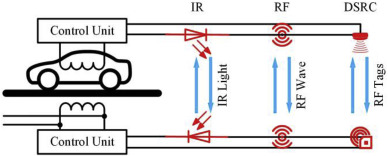 IR RF DSRC
Control Unit
IR Light
RF Wave
RF Tags
Control Unit